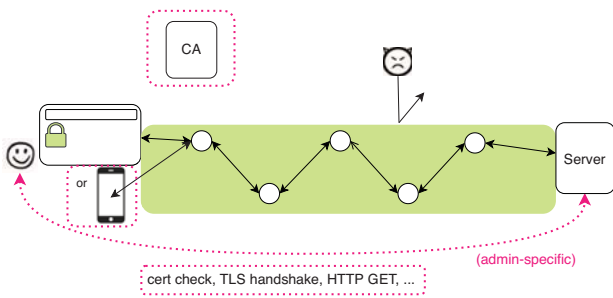 CA
or
Server
(admin-specific)
cert check, TLS handshake, HTTP GET, ...